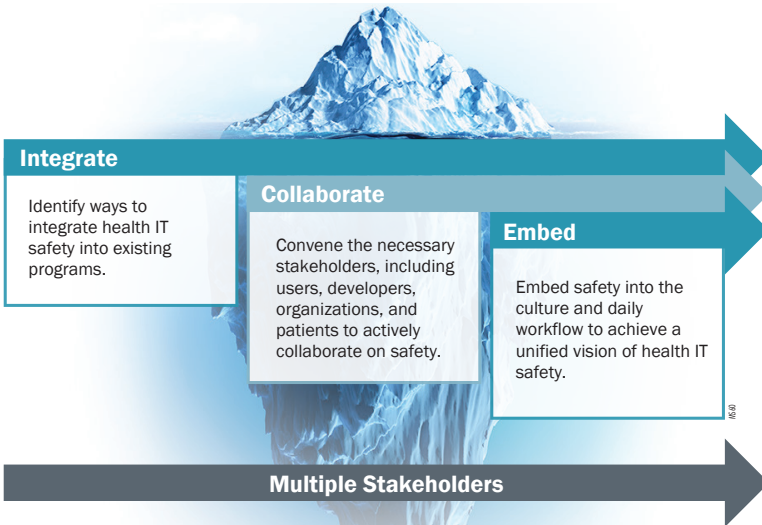 Integrate
Identify ways to
integrate health IT
safety into existing
programs.
Collaborate
Convene the necessary
stakeholders, including
users, developers,
organizations, and
patients to actively
collaborate on safety.
Embed
Embed safety into the
culture and daily
workflow to achieve a
unified vision of health IT
safety.
Multiple Stakeholders